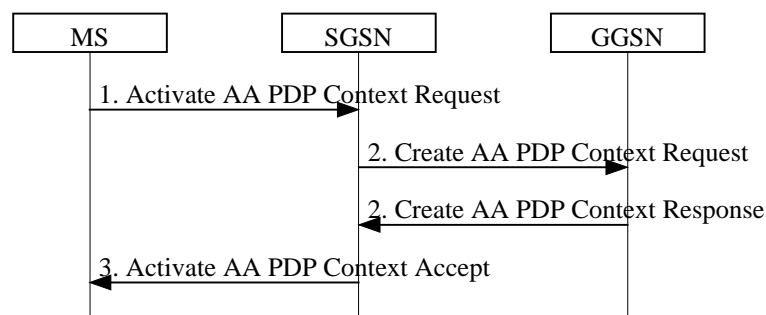 MS
SGSN
GGSN
1. Activate AA PDP Context Request
2. Create AA PDP Context Request
2. Create AA PDP Context Response
3. Activate AA PDP Context Accept